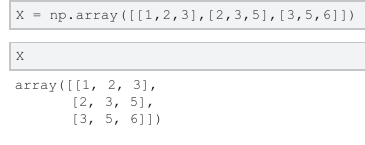 X = np.array([[1,2,3],[2,3,5],[3,5,6]])
X
array([[1, 2, 3],
       [2, 3, 5],
       [3, 5, 6]])